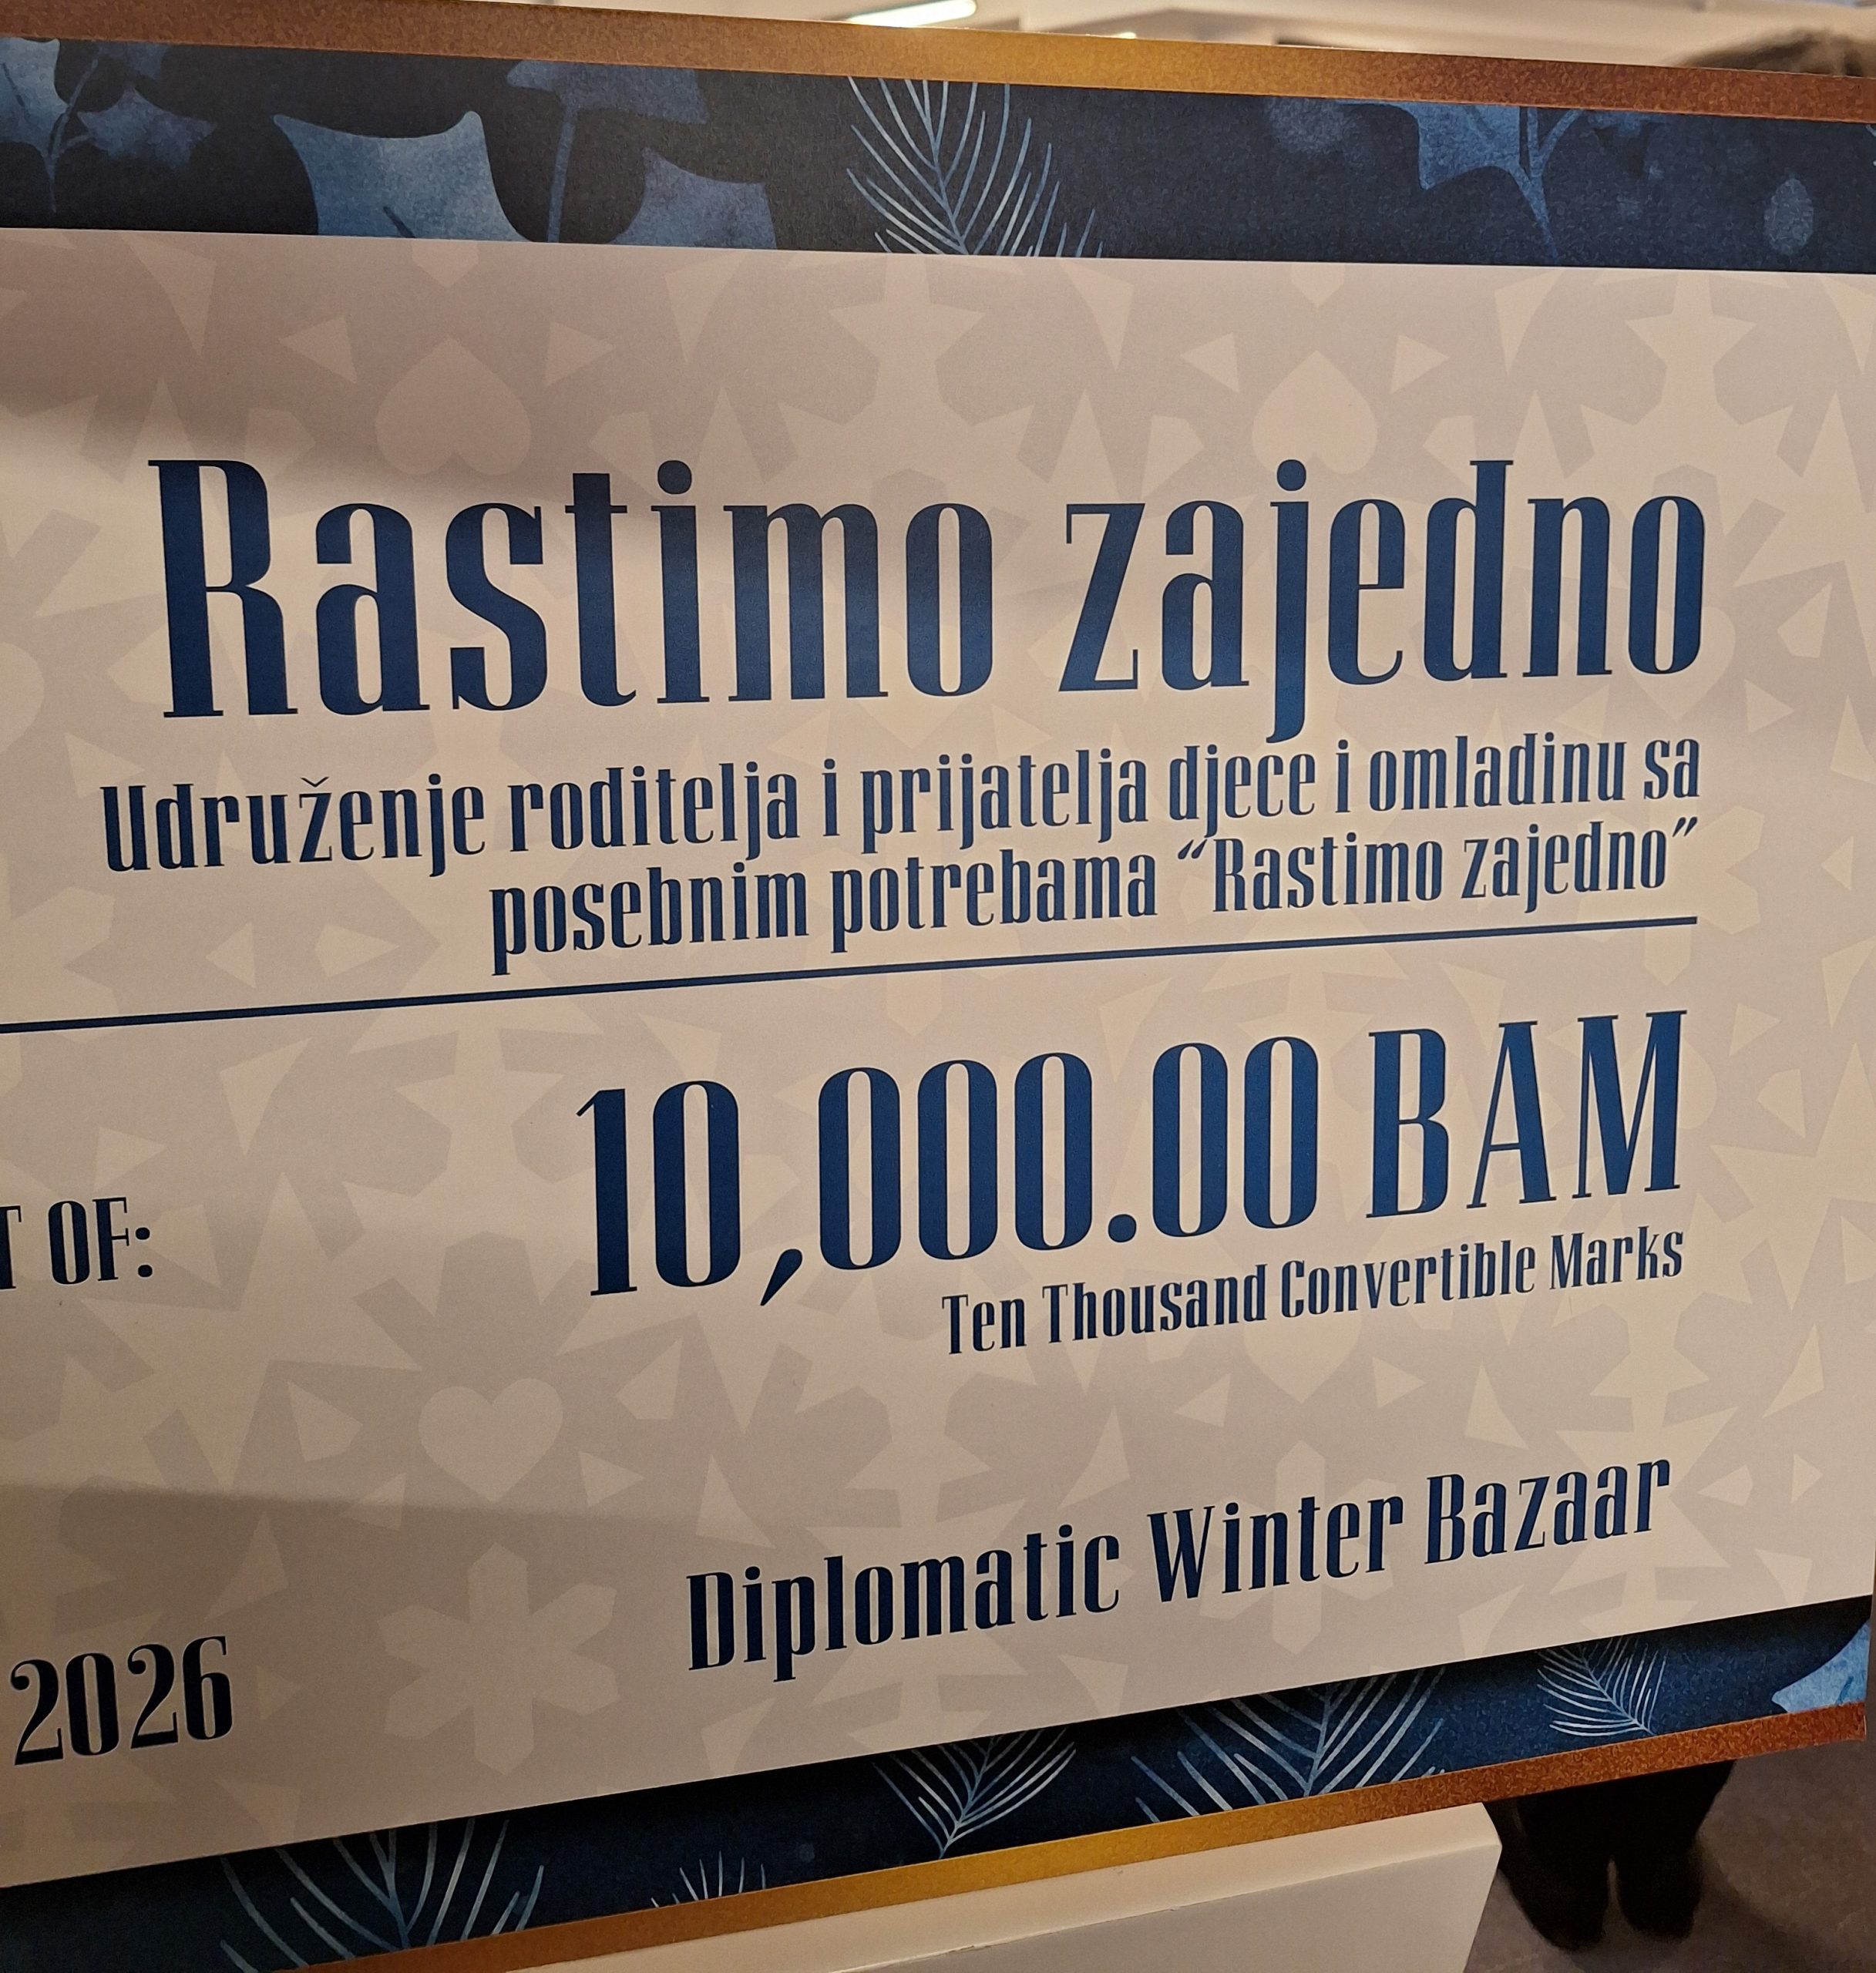 Rastimo zajedno
Udruženje roditelja i prijatelja djece i omladinu sa
posebnim potrebama “Rastimo zajedno”
OF:
10,000.00 BAM
Ten Thousand Convertible Marks
Diplomatic Winter Bazaar
2026